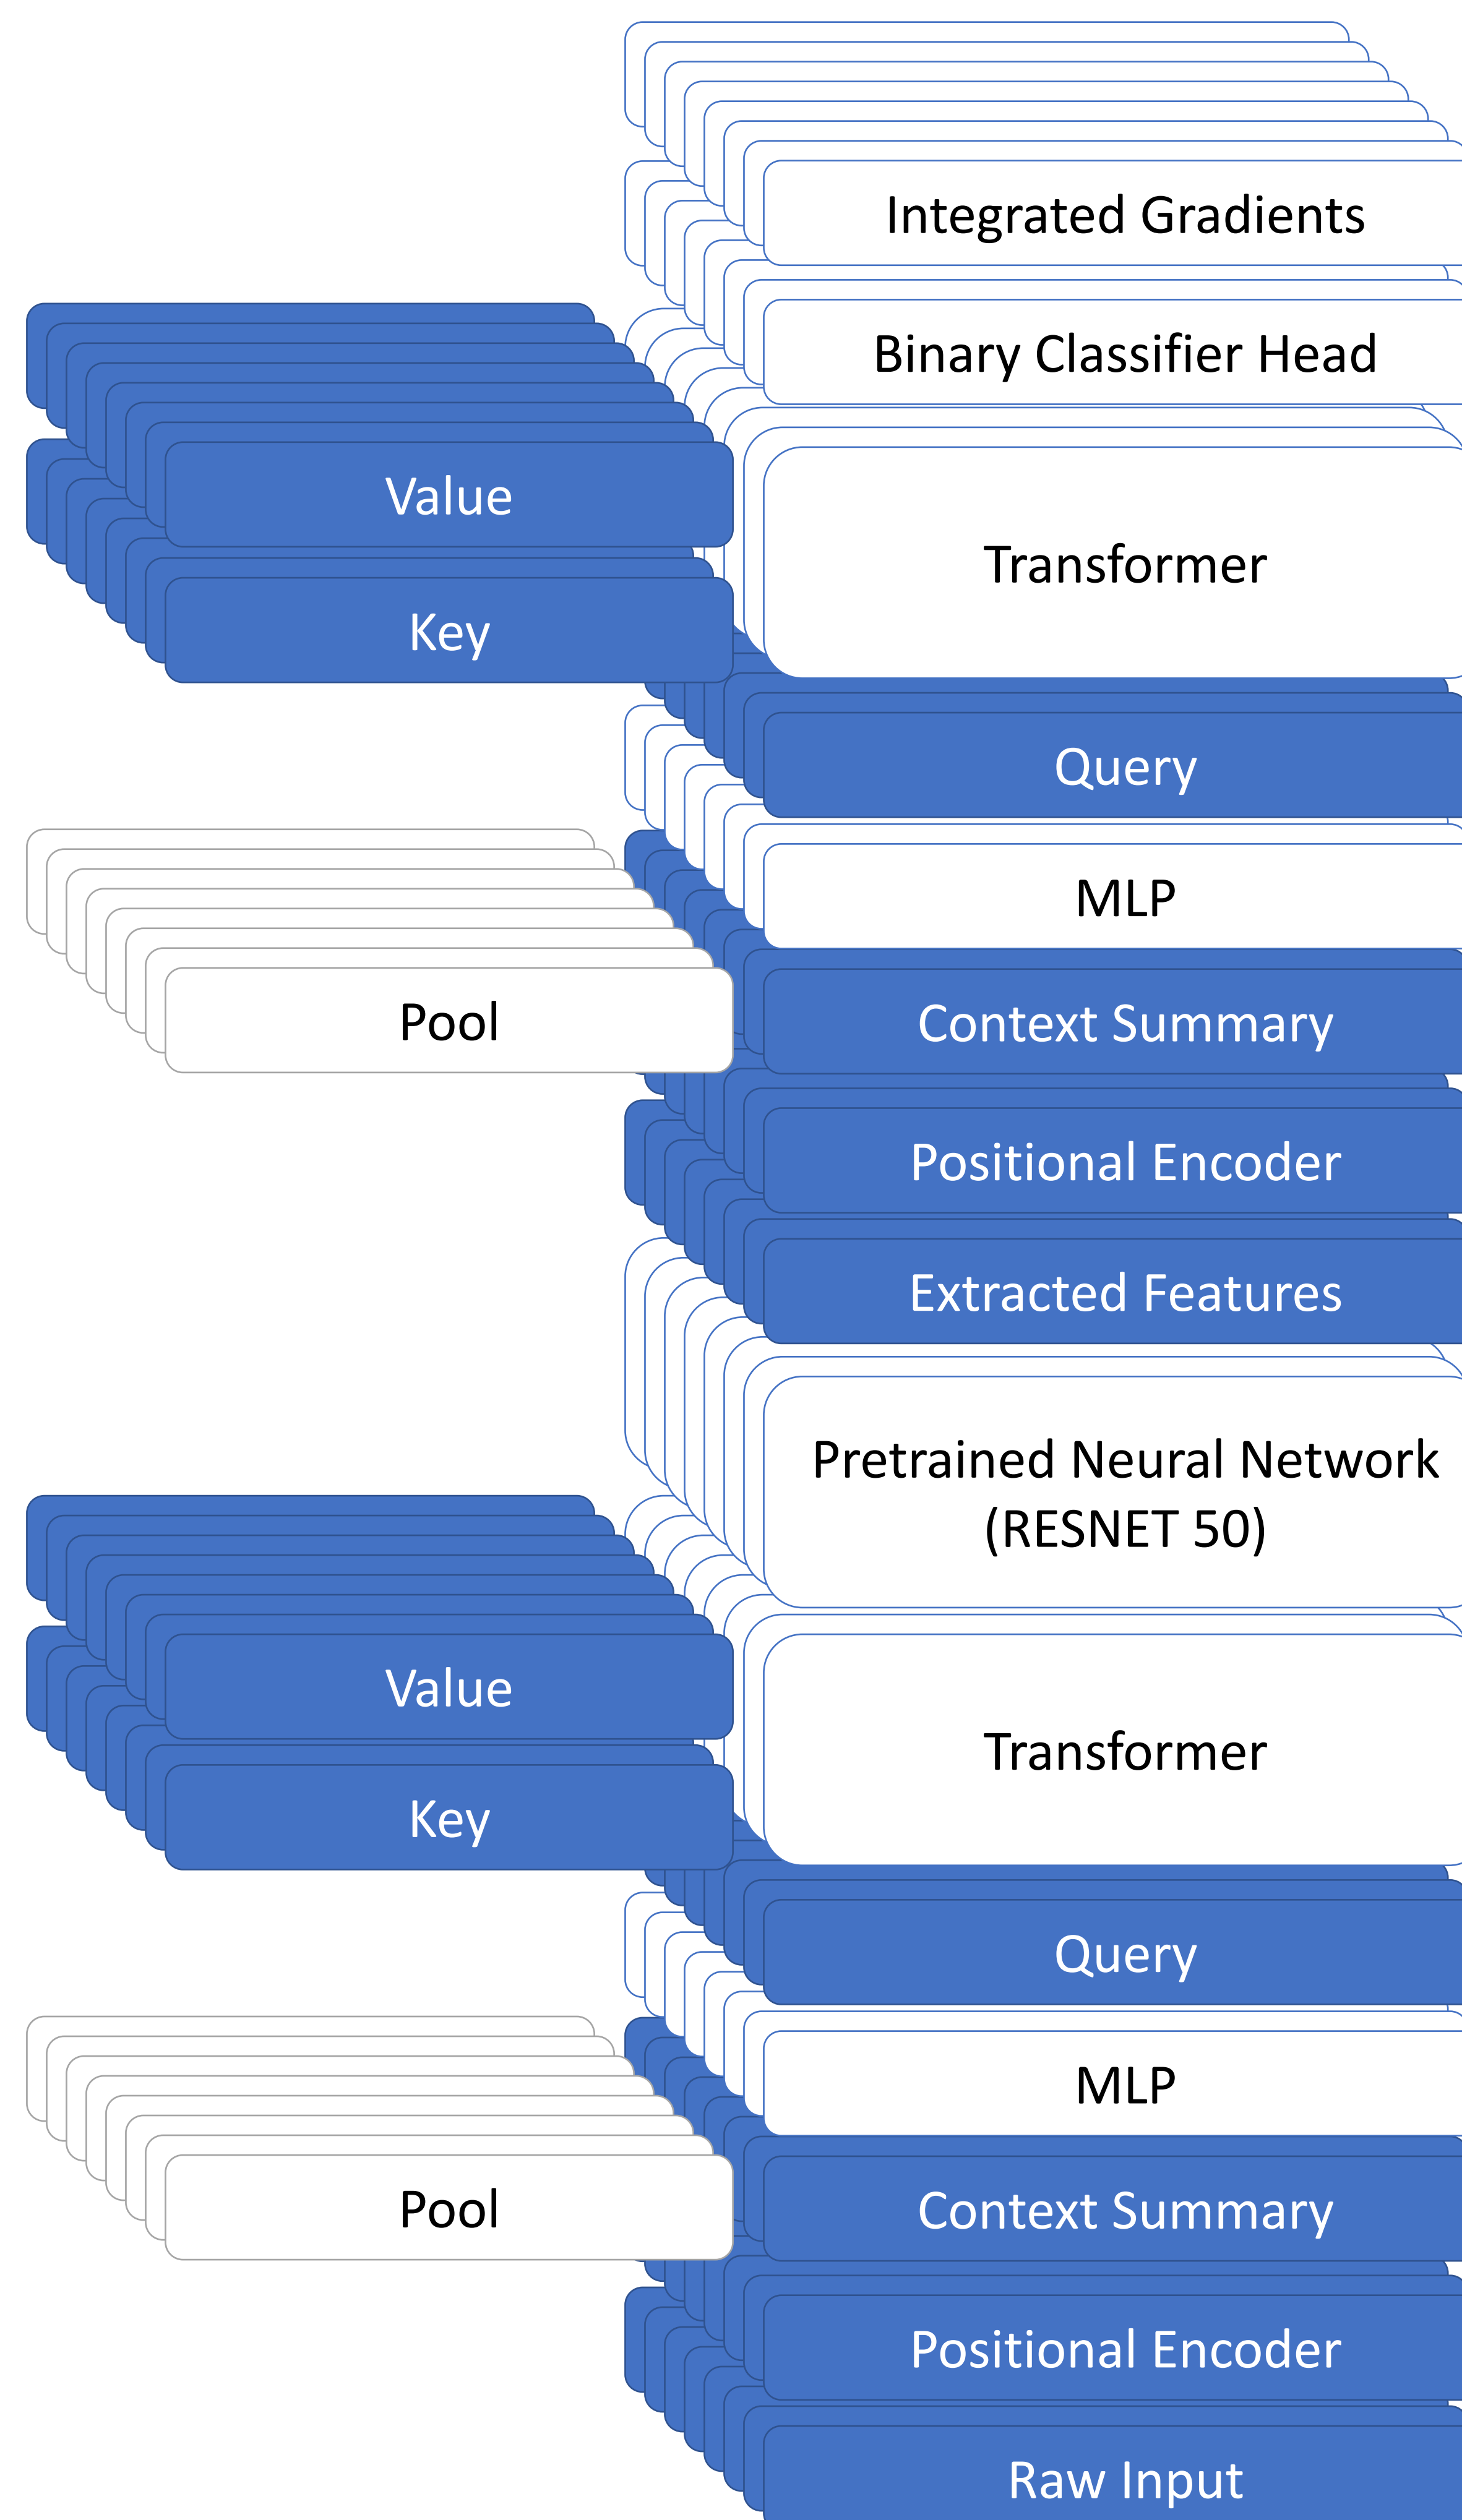 Integrated Gradients
Binary Classifier Head
Value
Transformer
Key
Query
MLP
Pool
Context Summary
Positional Encoder
Extracted Features
Pretrained Neural Network
(RESNET 50)
Value
Transformer
Key
Query
MLP
Pool
Context Summary
Positional Encoder
Raw Input